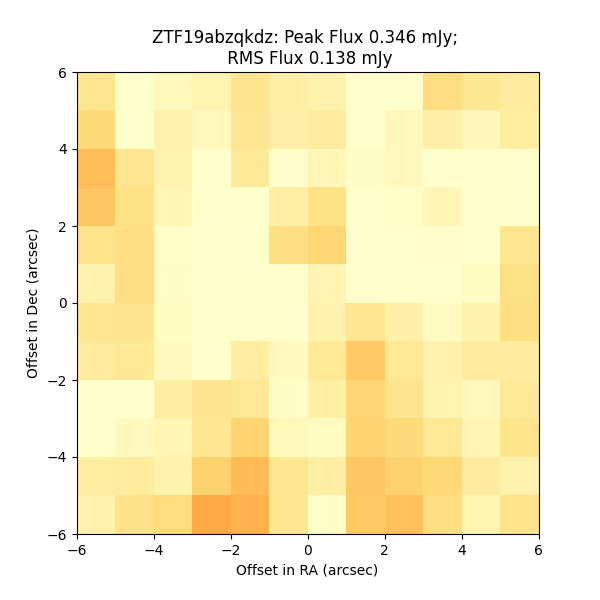 ZTF19abzqkdz: Peak Flux 0.346 mJy;
RMS Flux 0.138 mJy
6
4
2
0
−2
−4
−6
Offset in Dec (arcsec)
−6 −4 −2 0 2 4 6
Offset in RA (arcsec)